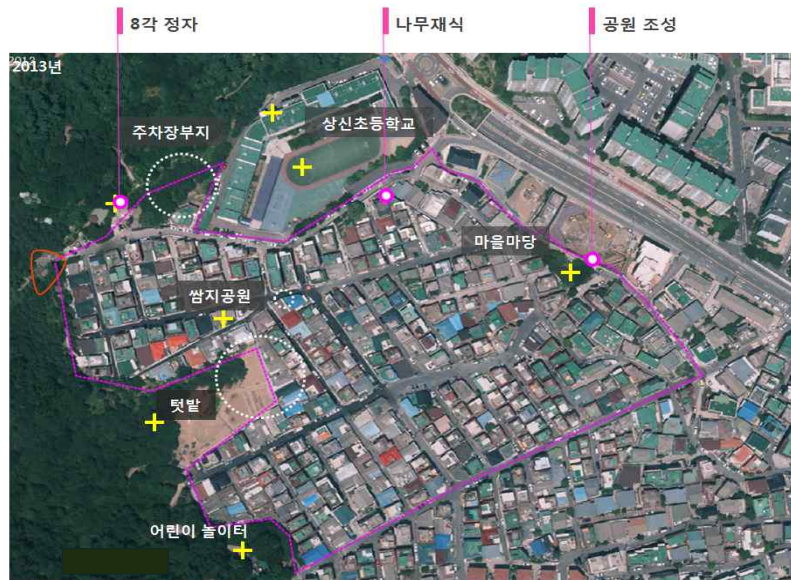 8각 정자
나무재식
공원 조성
2013년
주차장부지
상신초등학교
마을마당
쌈지공원
텃밭
어린이 놀이터